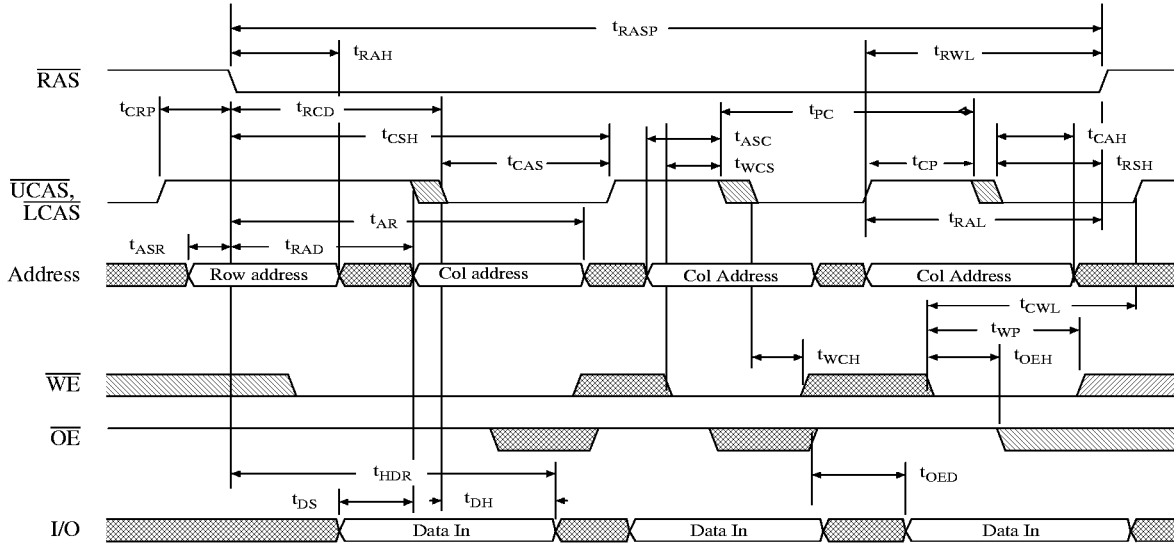 tRASP
tRAH
tRWL
RAS
tCRP
tRCD
tPC
tCSH
tASC
tCAH
tCAS
tWCS
tCP
tRSH
UCAS,
LCAS
tAR
tRAL
tASR
tRAD
Address
Row address
Col address
Col Address
Col Address
tCWL
tWP
tWCH
tOEH
WE
OE
tHDR
tOED
tDS
tDH
I/O
Data In
Data In
Data In